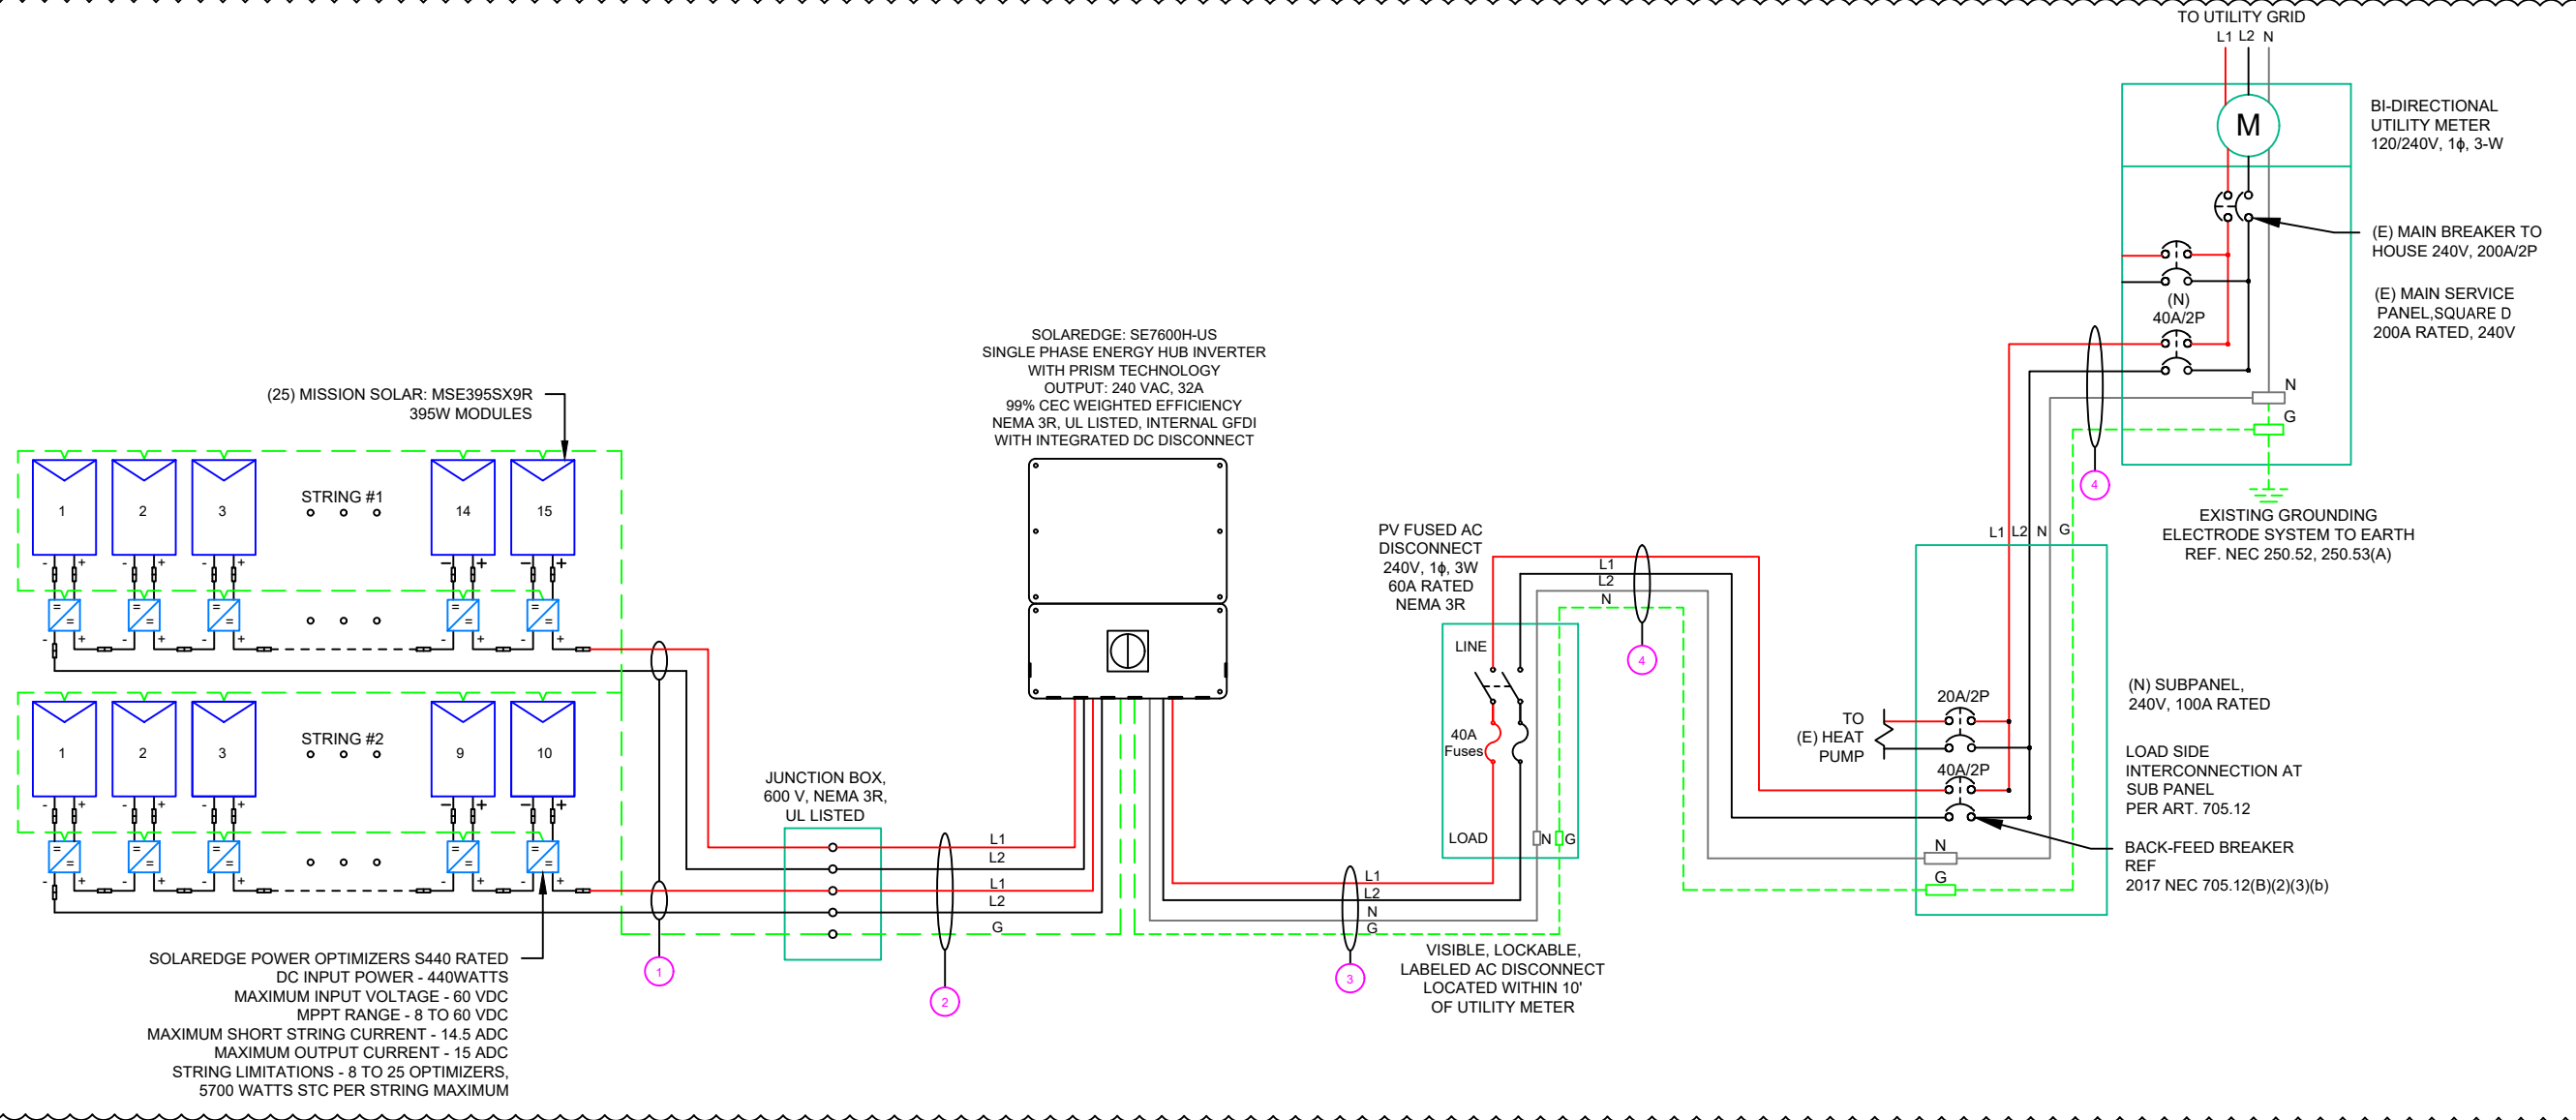 TO UTILITY GRID
L1 L2 N
M
BI-DIRECTIONAL
UTILITY METER
120/240V, 1ϕ, 3-W
(E) MAIN BREAKER TO
HOUSE 240V, 200A/2P
(N)
40A/2P
(E) MAIN SERVICE
PANEL,SQUARE D
200A RATED, 240V
N
G
4
EXISTING GROUNDING
ELECTRODE SYSTEM TO EARTH
REF. NEC 250.52, 250.53(A)
SOLAREDGE: SE7600H-US
SINGLE PHASE ENERGY HUB INVERTER
WITH PRISM TECHNOLOGY
OUTPUT: 240 VAC, 32A
99% CEC WEIGHTED EFFICIENCY
NEMA 3R, UL LISTED, INTERNAL GFDI
WITH INTEGRATED DC DISCONNECT
(25) MISSION SOLAR: MSE395SX9R
395W MODULES
1 2 3 STRING #1 14 15
- + - + - + - + - +
= = = = = = = = = =
- + - + - + - + - +
1 2 3 STRING #2 9 10
- + - + - + - + - +
= = = = = = = = = =
- + - + - + - + - +
1
SOLAREDGE POWER OPTIMIZERS S440 RATED
DC INPUT POWER - 440WATTS
MAXIMUM INPUT VOLTAGE - 60 VDC
MPPT RANGE - 8 TO 60 VDC
MAXIMUM SHORT STRING CURRENT - 14.5 ADC
MAXIMUM OUTPUT CURRENT - 15 ADC
STRING LIMITATIONS - 8 TO 25 OPTIMIZERS,
5700 WATTS STC PER STRING MAXIMUM
JUNCTION BOX,
600 V, NEMA 3R,
UL LISTED
L1
L2
L1
L2
G
2
PV FUSED AC
DISCONNECT
240V, 1ϕ, 3W
60A RATED
NEMA 3R
LINE
40A
Fuses
LOAD
N G
L1
L2
N
G
3
VISIBLE, LOCKABLE,
LABELED AC DISCONNECT
LOCATED WITHIN 10'
OF UTILITY METER
L1
L2
N
4
L1 L2 N G
20A/2P
TO
(E) HEAT
PUMP
40A/2P
N
G
(N) SUBPANEL,
240V, 100A RATED
LOAD SIDE
INTERCONNECTION AT
SUB PANEL
PER ART. 705.12
BACK-FEED BREAKER
REF
2017 NEC 705.12(B)(2)(3)(b)